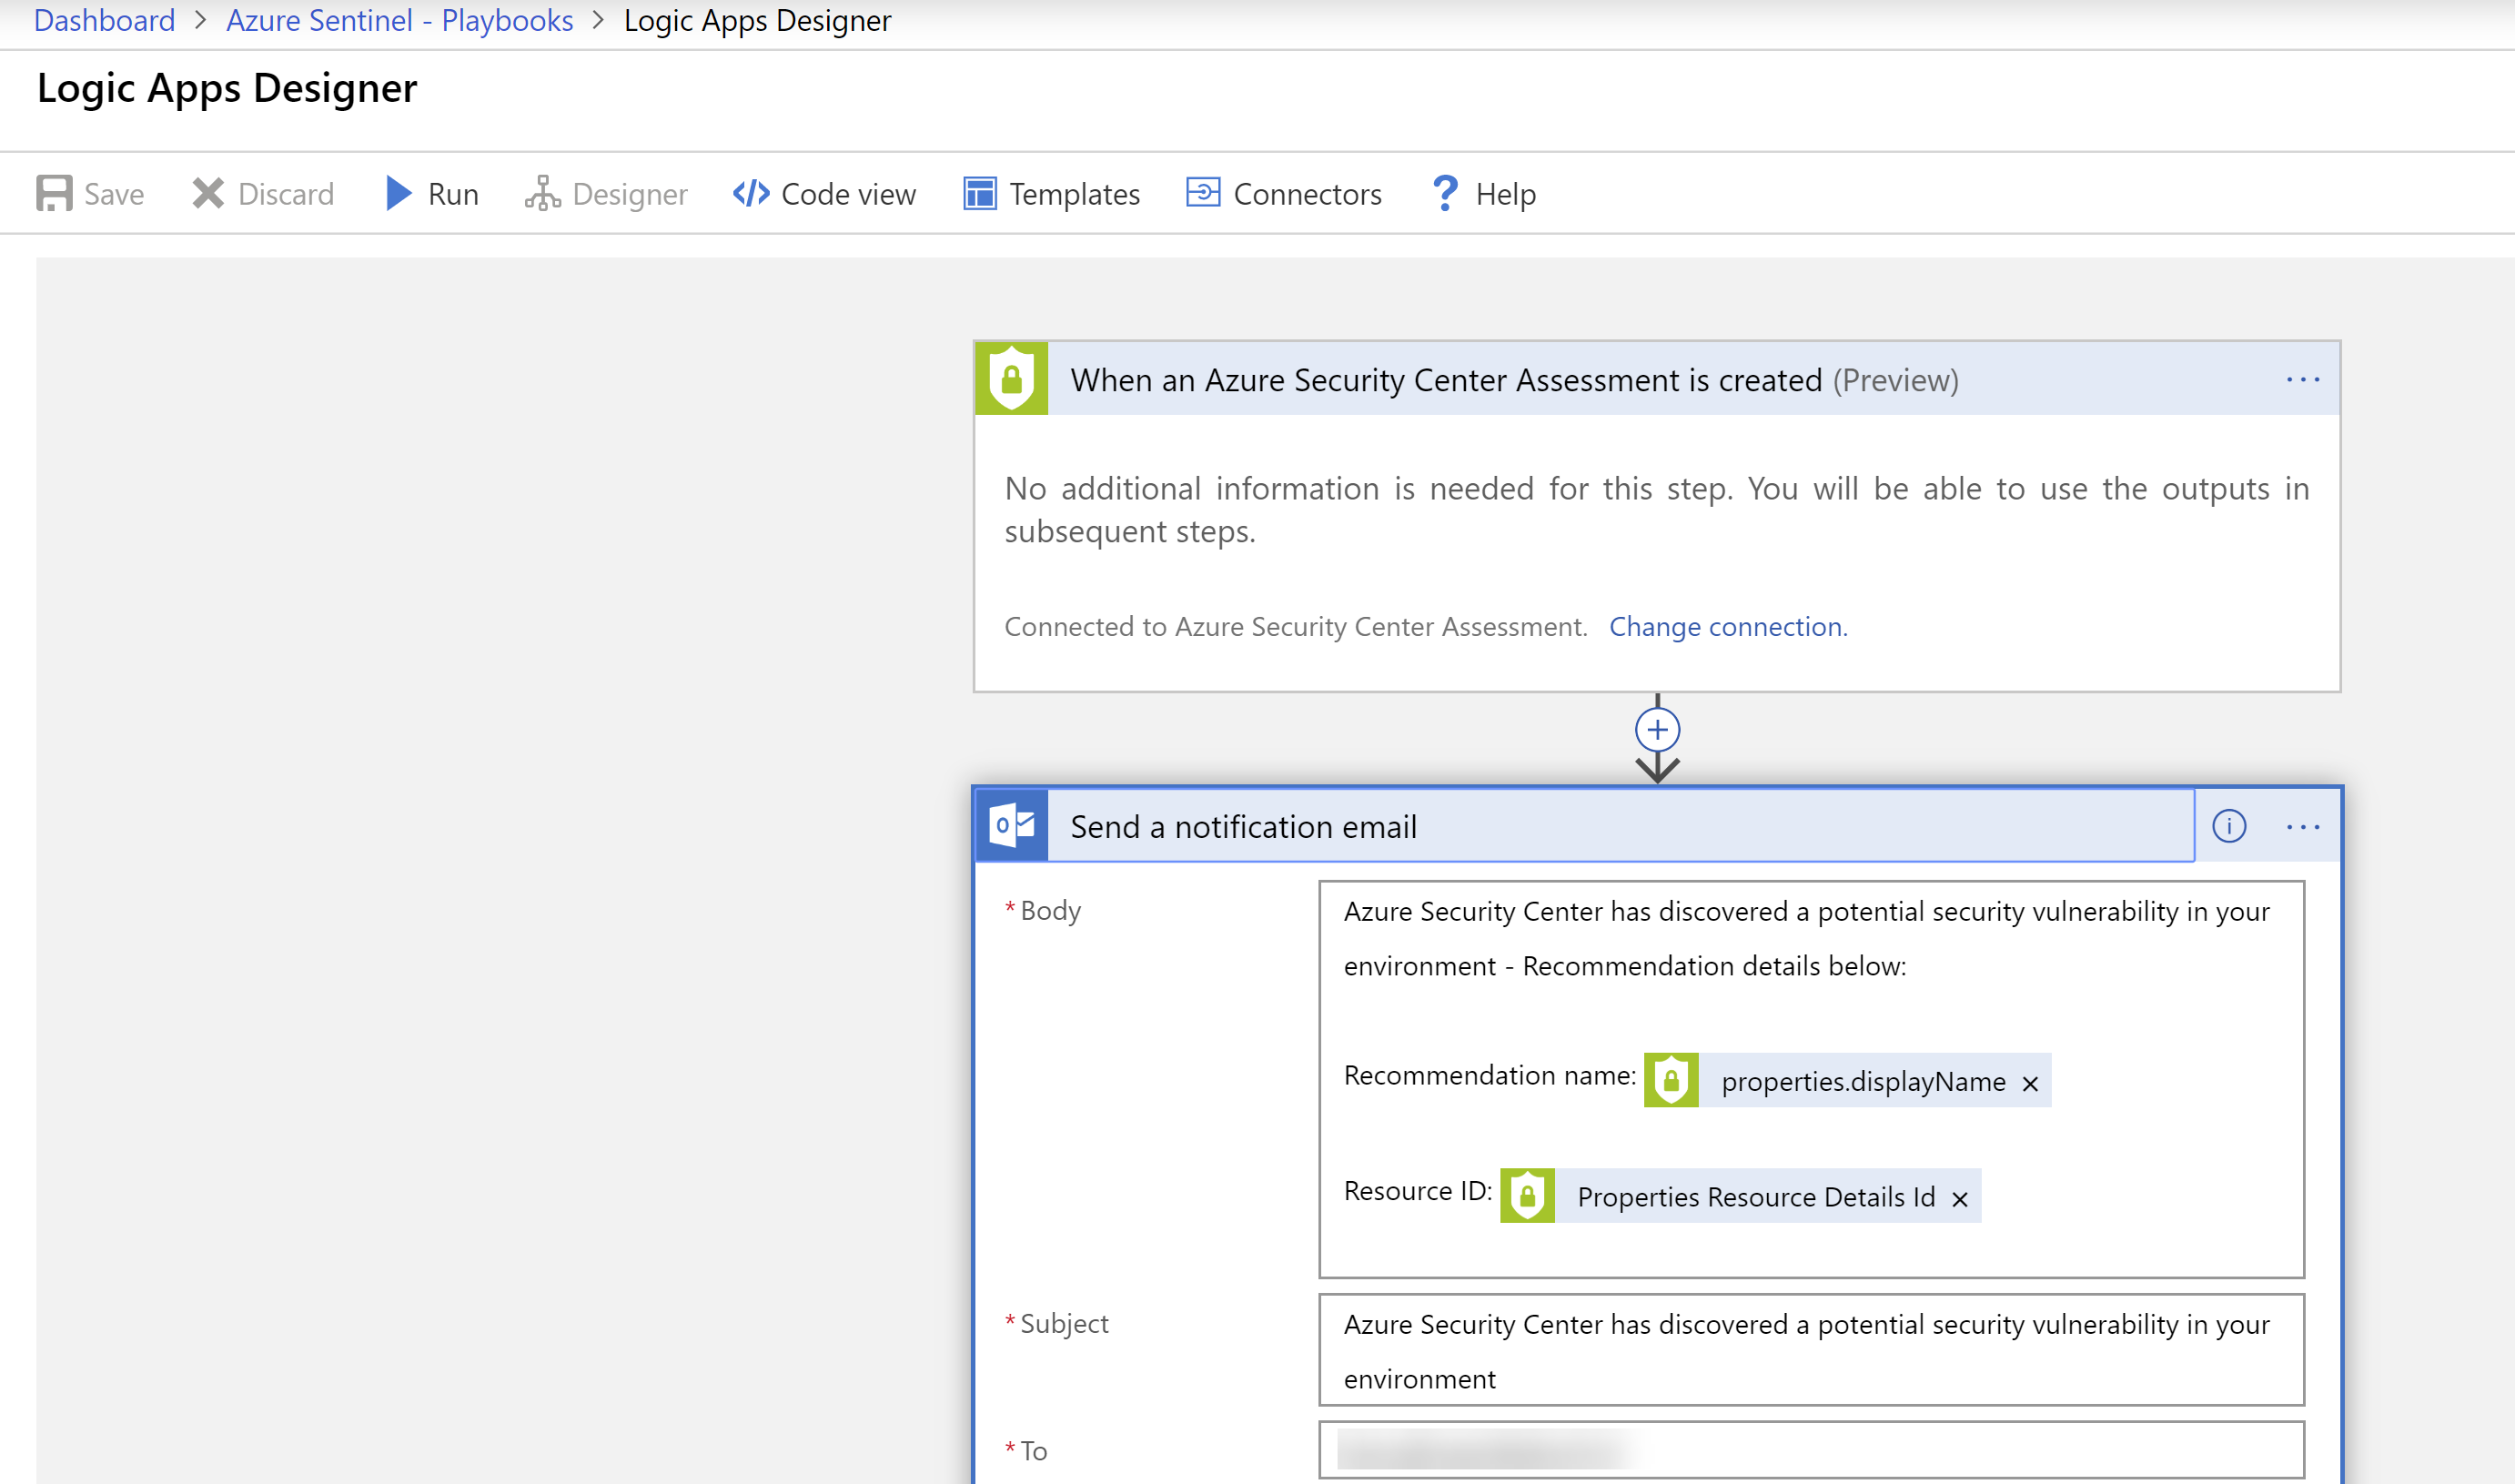 Dashboard > Azure Sentinel - Playbooks > Logic Apps Designer
Logic Apps Designer
Save Discard Run Designer Code view Templates Connectors Help
When an Azure Security Center Assessment is created (Preview)
No additional information is needed for this step. You will be able to use the outputs in
subsequent steps.
Connected to Azure Security Center Assessment. Change connection.
Send a notification email
* Body
Azure Security Center has discovered a potential security vulnerability in your
environment - Recommendation details below:
Recommendation name: properties.displayName ×
Resource ID: Properties Resource Details Id ×
* Subject
Azure Security Center has discovered a potential security vulnerability in your
environment
* To